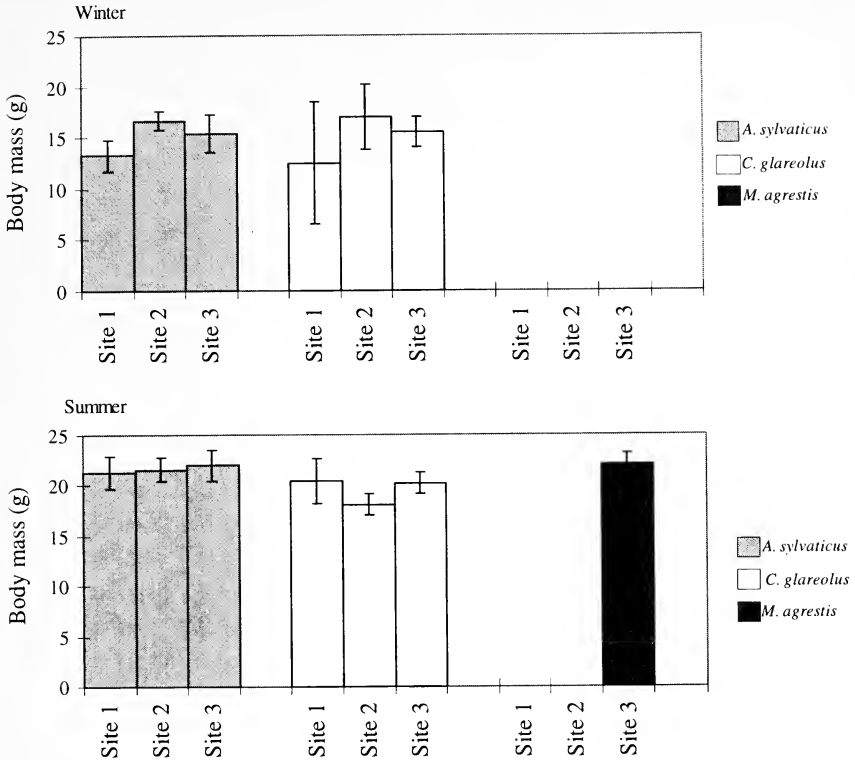 Winter
Body mass (g)
25
20
15
10
5
0
Site 1
Site 2
Site 3
Site 1
Site 2
Site 3
Site 1
Site 2
Site 3
A. sylvaticus
C. glareolus
M. agrestis
Summer
Body mass (g)
25
20
15
10
5
0
Site 1
Site 2
Site 3
Site 1
Site 2
Site 3
Site 1
Site 2
Site 3
A. sylvaticus
C. glareolus
M. agrestis